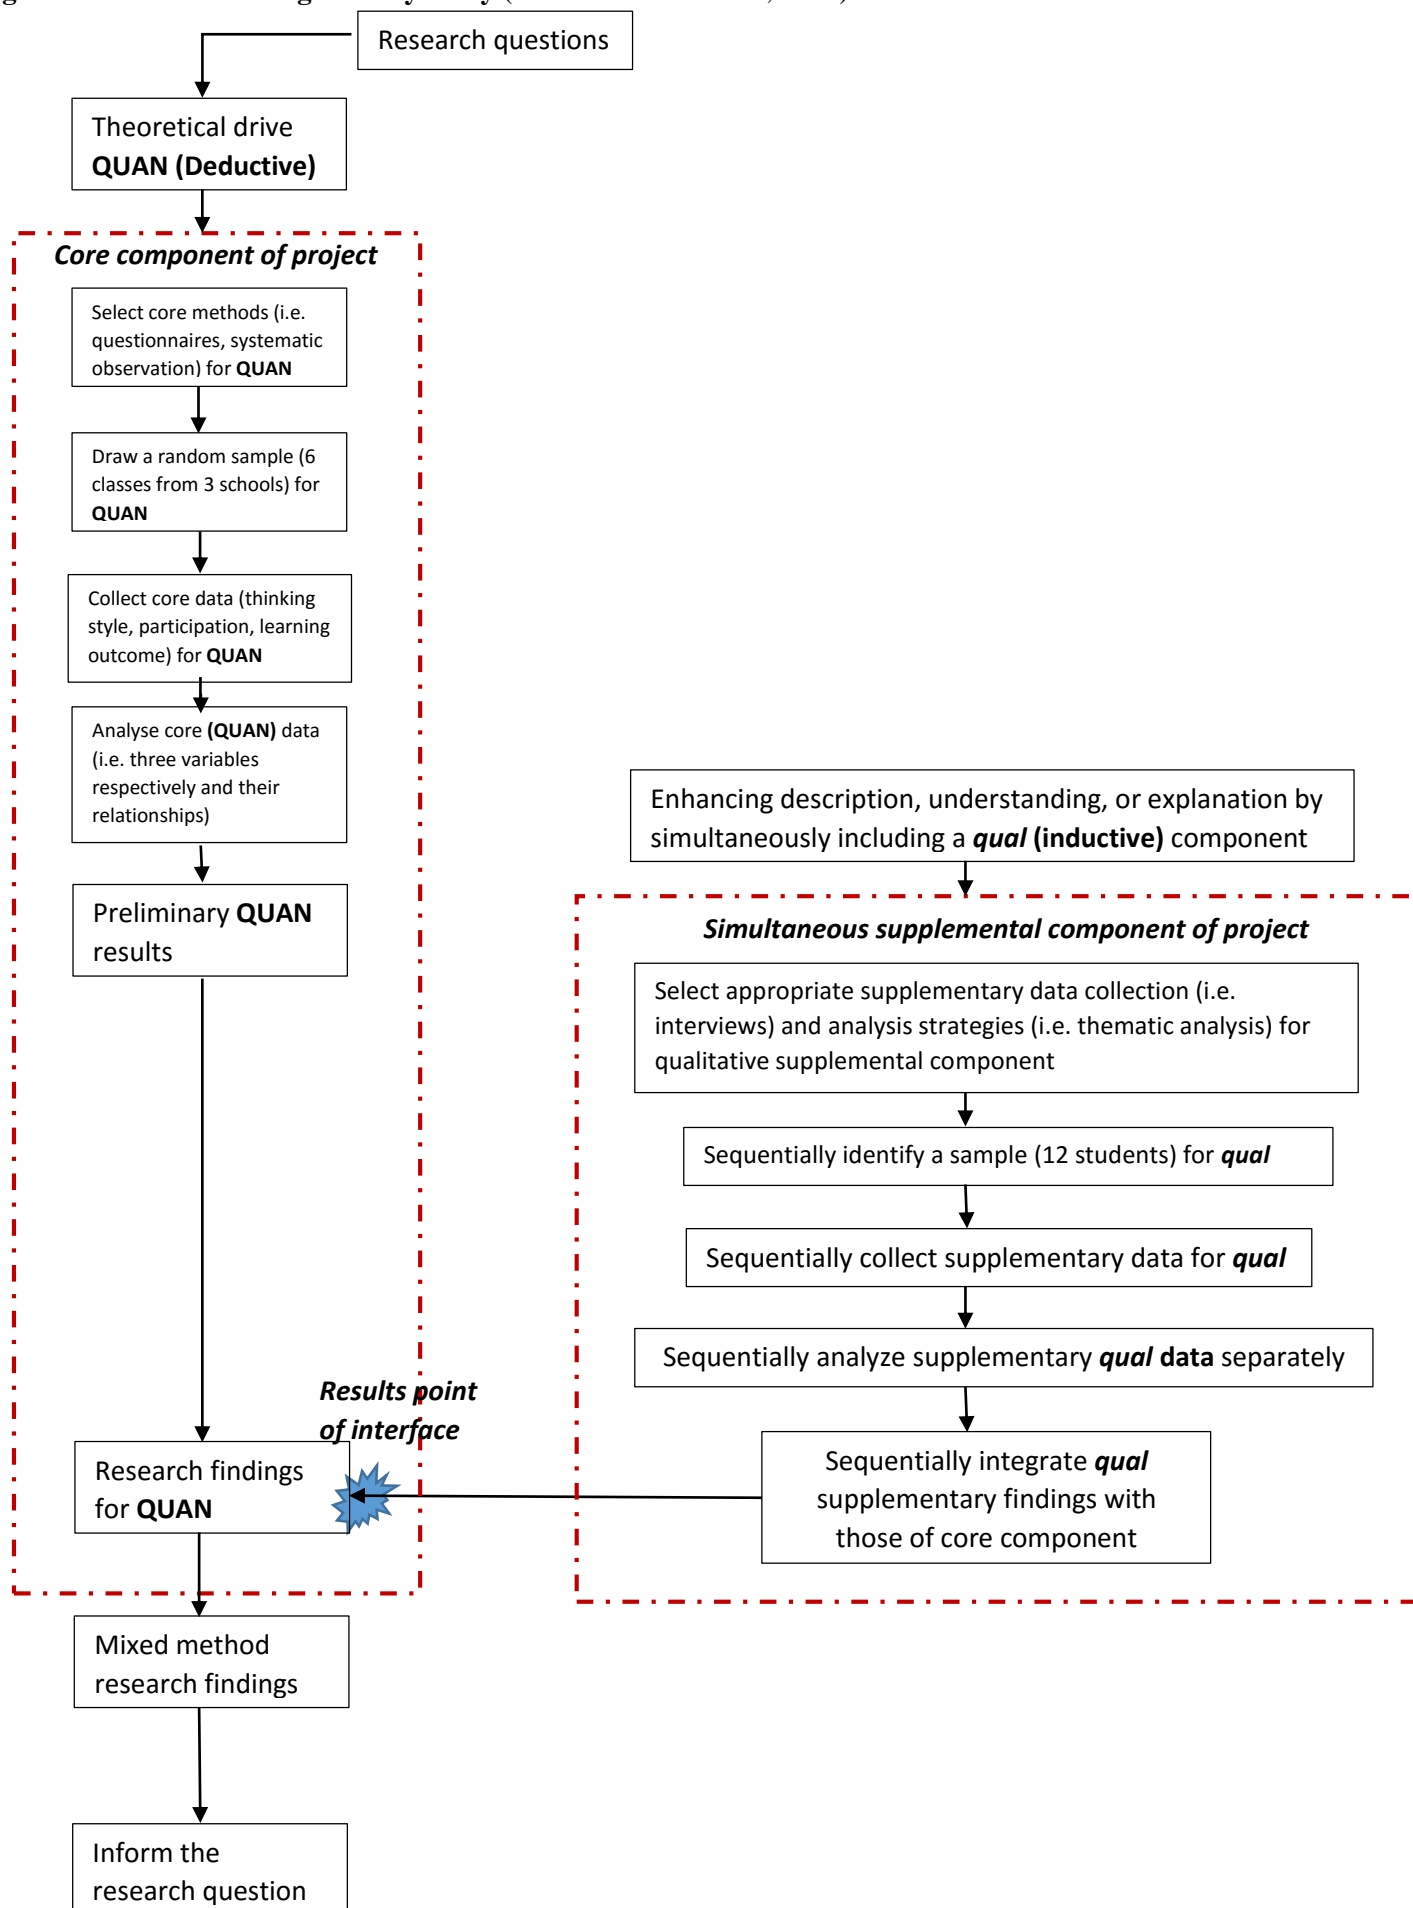 Research questions
Theoretical drive
QUAN (Deductive)
Core component of project
Select core methods (i.e.
questionnaires, systematic
observation) for QUAN
Draw a random sample (6
classes from 3 schools) for
QUAN
Collect core data (thinking
style, participation, learning
outcome) for QUAN
Analyse core (QUAN) data
(i.e. three variables
respectively and their
relationships)
Preliminary QUAN
results
Enhancing description, understanding, or explanation by
simultaneously including a qual (inductive) component
Simultaneous supplemental component of project
Select appropriate supplementary data collection (i.e.
interviews) and analysis strategies (i.e. thematic analysis) for
qualitative supplemental component
Sequentially identify a sample (12 students) for qual
Sequentially collect supplementary data for qual
Sequentially analyze supplementary qual data separately
Sequentially integrate qual
supplementary findings with
those of core component
Results point
of interface
Research findings
for QUAN
Mixed method
research findings
Inform the
research question